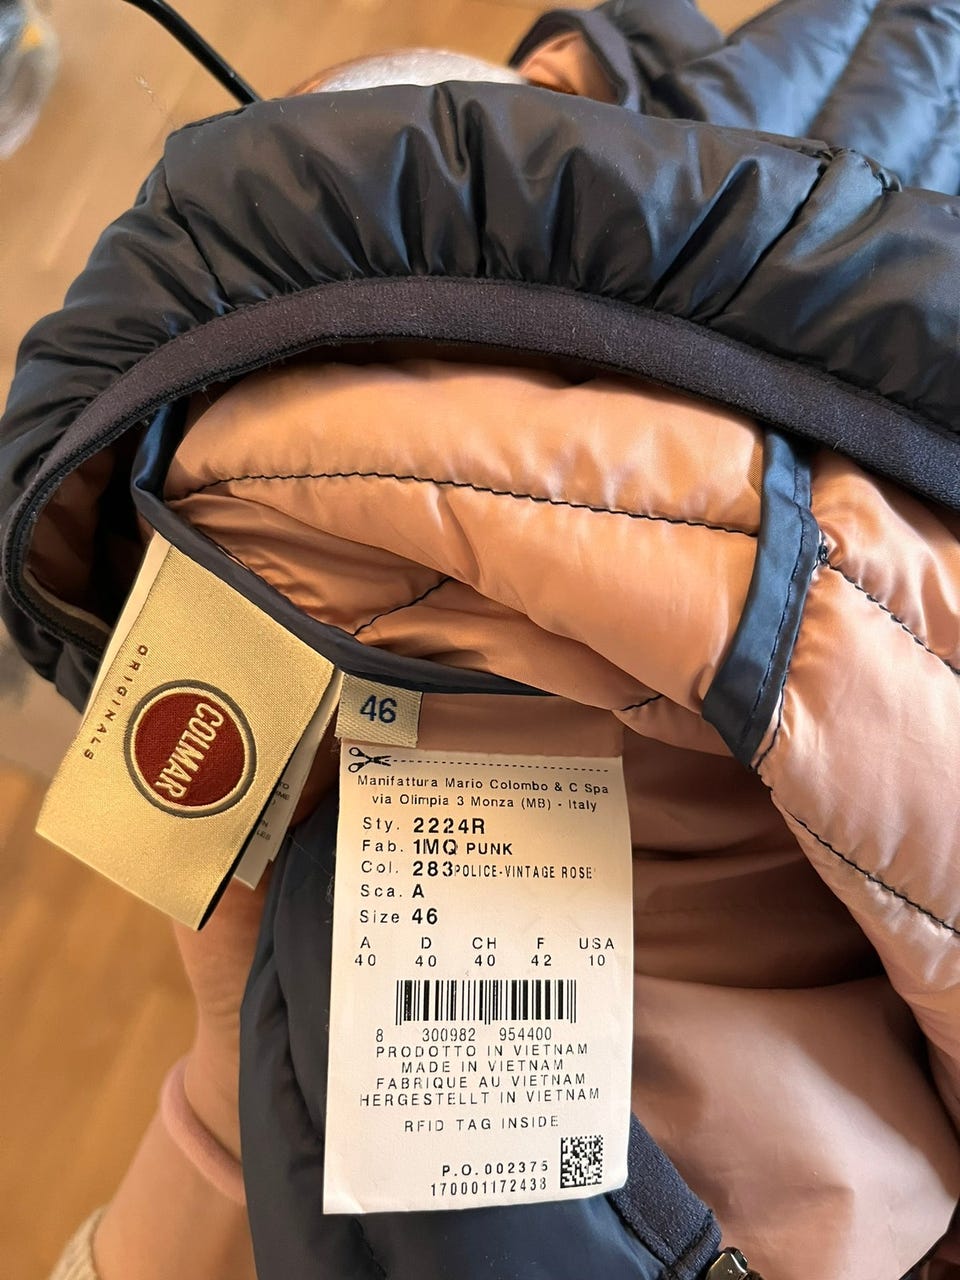 ORIGINALS
COLMAR
46
Manifattura Mario Colombo & C Spa
via Olimpia 3 Monza (MB) - Italy
Sty. 2224R
Fab. 1MQ PUNK
Col. 283POLICE-VINTAGE ROSE
Sca. A
Size 46
A D CH F USA
40 40 40 42 10
8 300982 954400
PRODOTTO IN VIETNAM
MADE IN VIETNAM
FABRIQUE AU VIETNAM
HERGESTELLT IN VIETNAM
RFID TAG INSIDE
P.O. 002375
170001172438